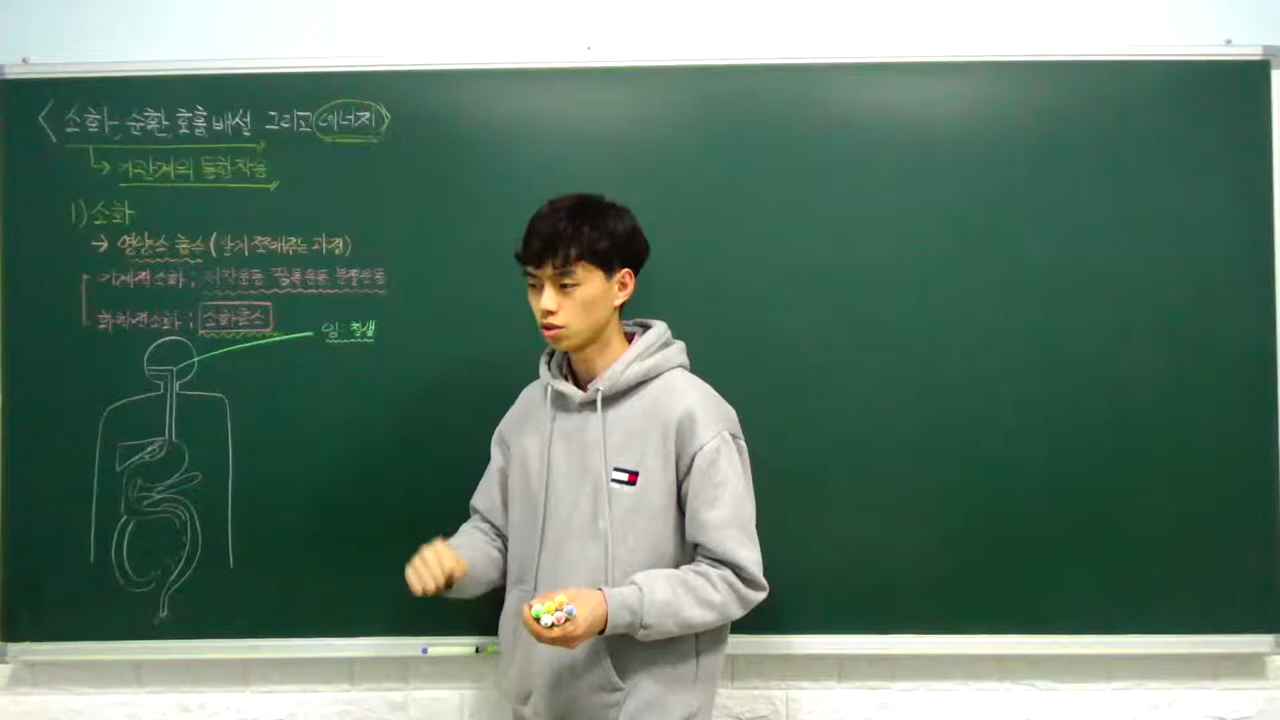 <소화, 순환, 호흡 배설 그리고 에너지>
↳ 기관계의 통합작용
1) 소화
→ 영양소 흡수 (잘게 쪼개주는 과정)
기계적소화 ; 저작운동 꿈틀운동 분절운동
화학적소화 ; 소화효소
입 : 침샘